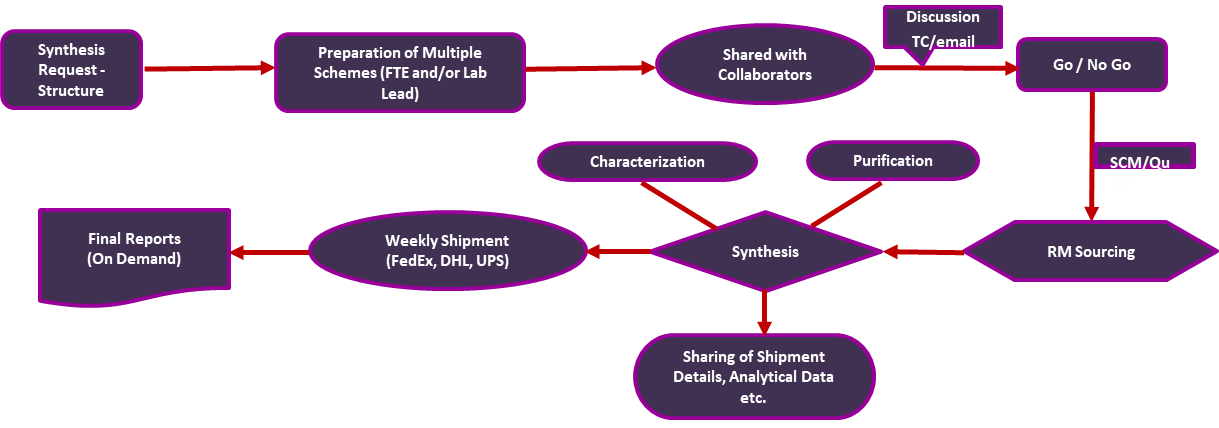 Synthesis
Request -
Structure
Preparation of Multiple
Schemes (FTE and/or Lab
Lead)
Shared with
Collaborators
Discussion
TC/email
Go / No Go
SCM/Qu
Characterization
Purification
Final Reports
(On Demand)
Weekly Shipment
(FedEx, DHL, UPS)
Synthesis
RM Sourcing
Sharing of Shipment
Details, Analytical Data
etc.